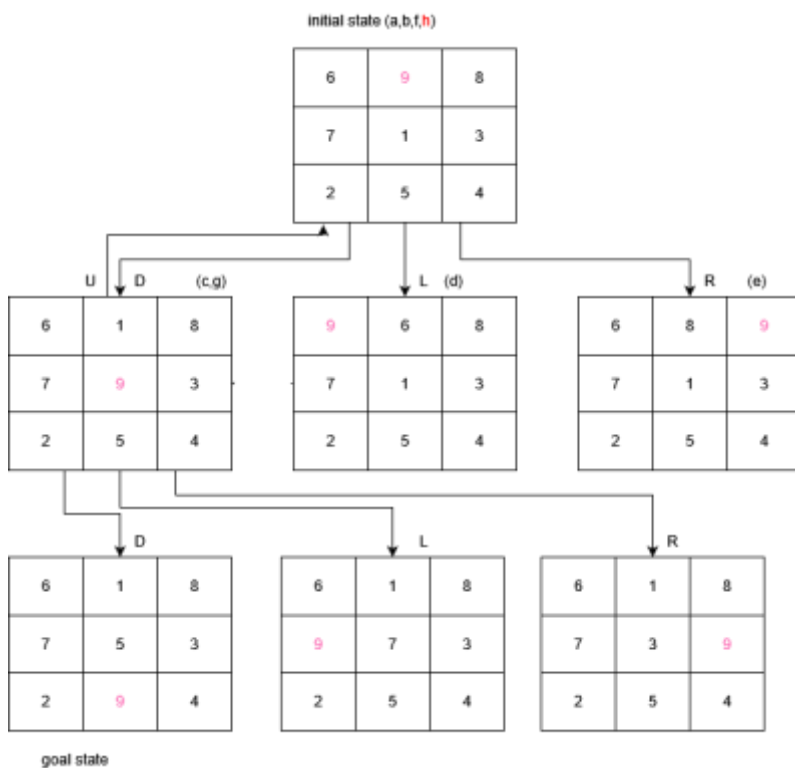 initial state (a,b,f,h)
6 9 8
7 1 3
2 5 4
U D (c,g) L (d) R (e)
6 1 8 9 6 8 6 8 9
7 9 3 7 1 3 7 1 3
2 5 4 2 5 4 2 5 4
D L R
6 1 8 6 1 8 6 1 8
7 5 3 9 7 3 7 3 9
2 9 4 2 5 4 2 5 4
goal state